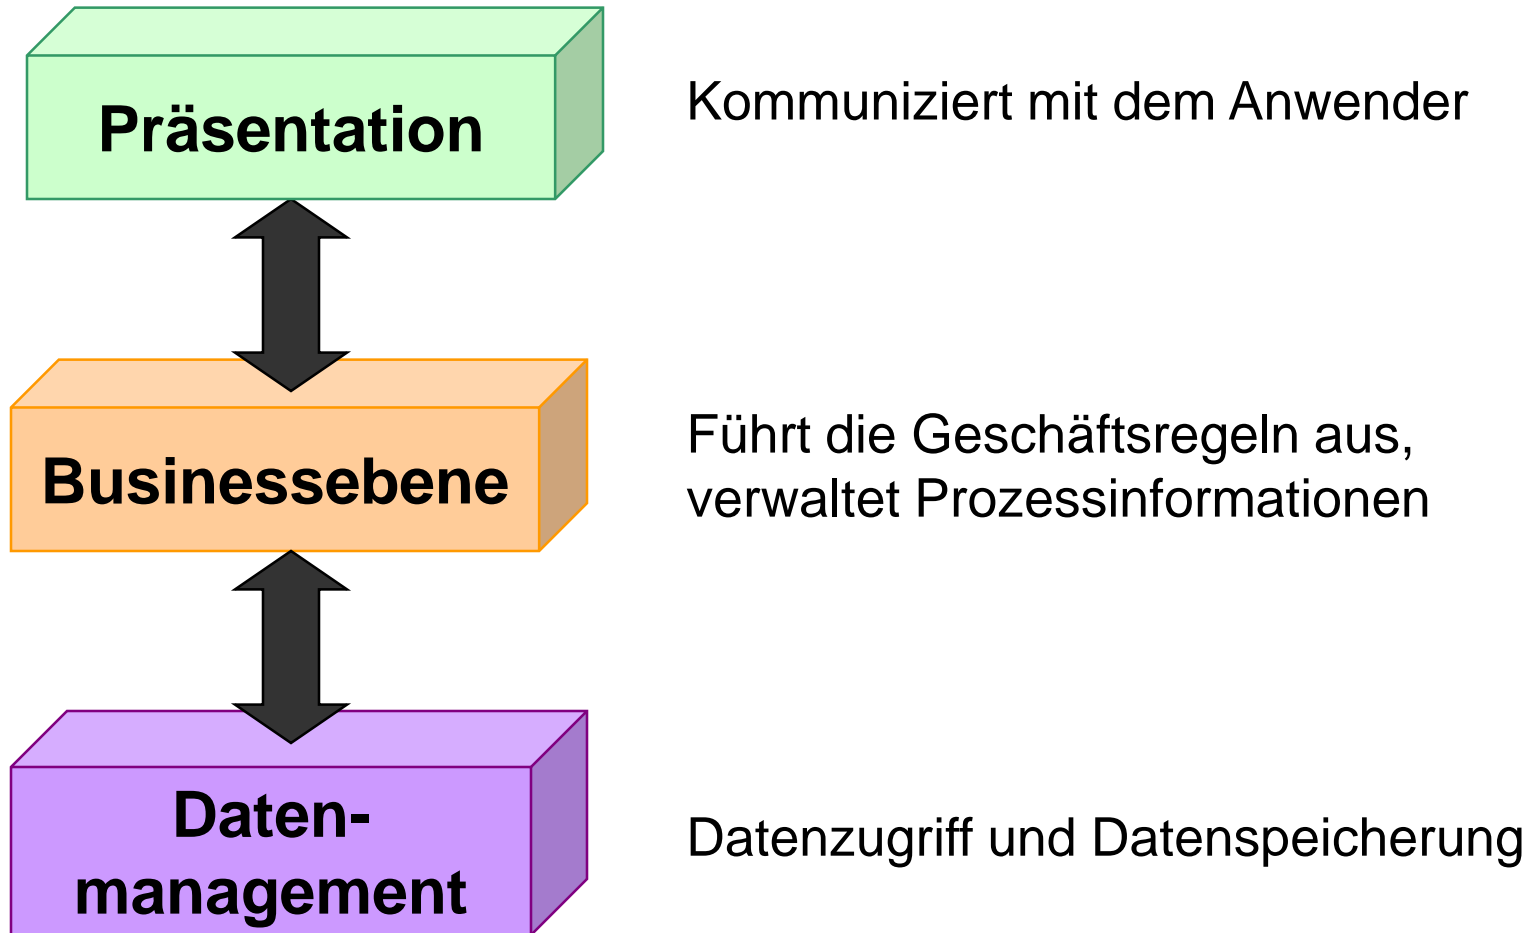 Präsentation
Kommuniziert mit dem Anwender
Businessebene
Führt die Geschäftsregeln aus,
verwaltet Prozessinformationen
Daten-
management
Datenzugriff und Datenspeicherung